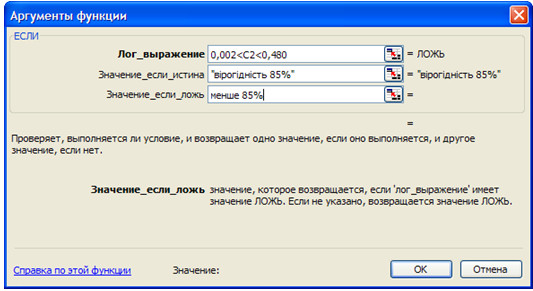 Аргументы функции
ЕСЛИ
Лог_выражение 0,002<C2<0,480 = ЛОЖЬ
Значение_если_истина "вірогідність 85%" = "вірогідність 85%"
Значение_если_ложь менше 85% =
=
Проверяет, выполняется ли условие, и возвращает одно значение, если оно выполняется, и другое
значение, если нет.
Значение_если_ложь значение, которое возвращается, если 'лог_выражение' имеет
значение ЛОЖЬ. Если не указано, возвращается значение ЛОЖЬ.
Справка по этой функции Значение: ОК Отмена